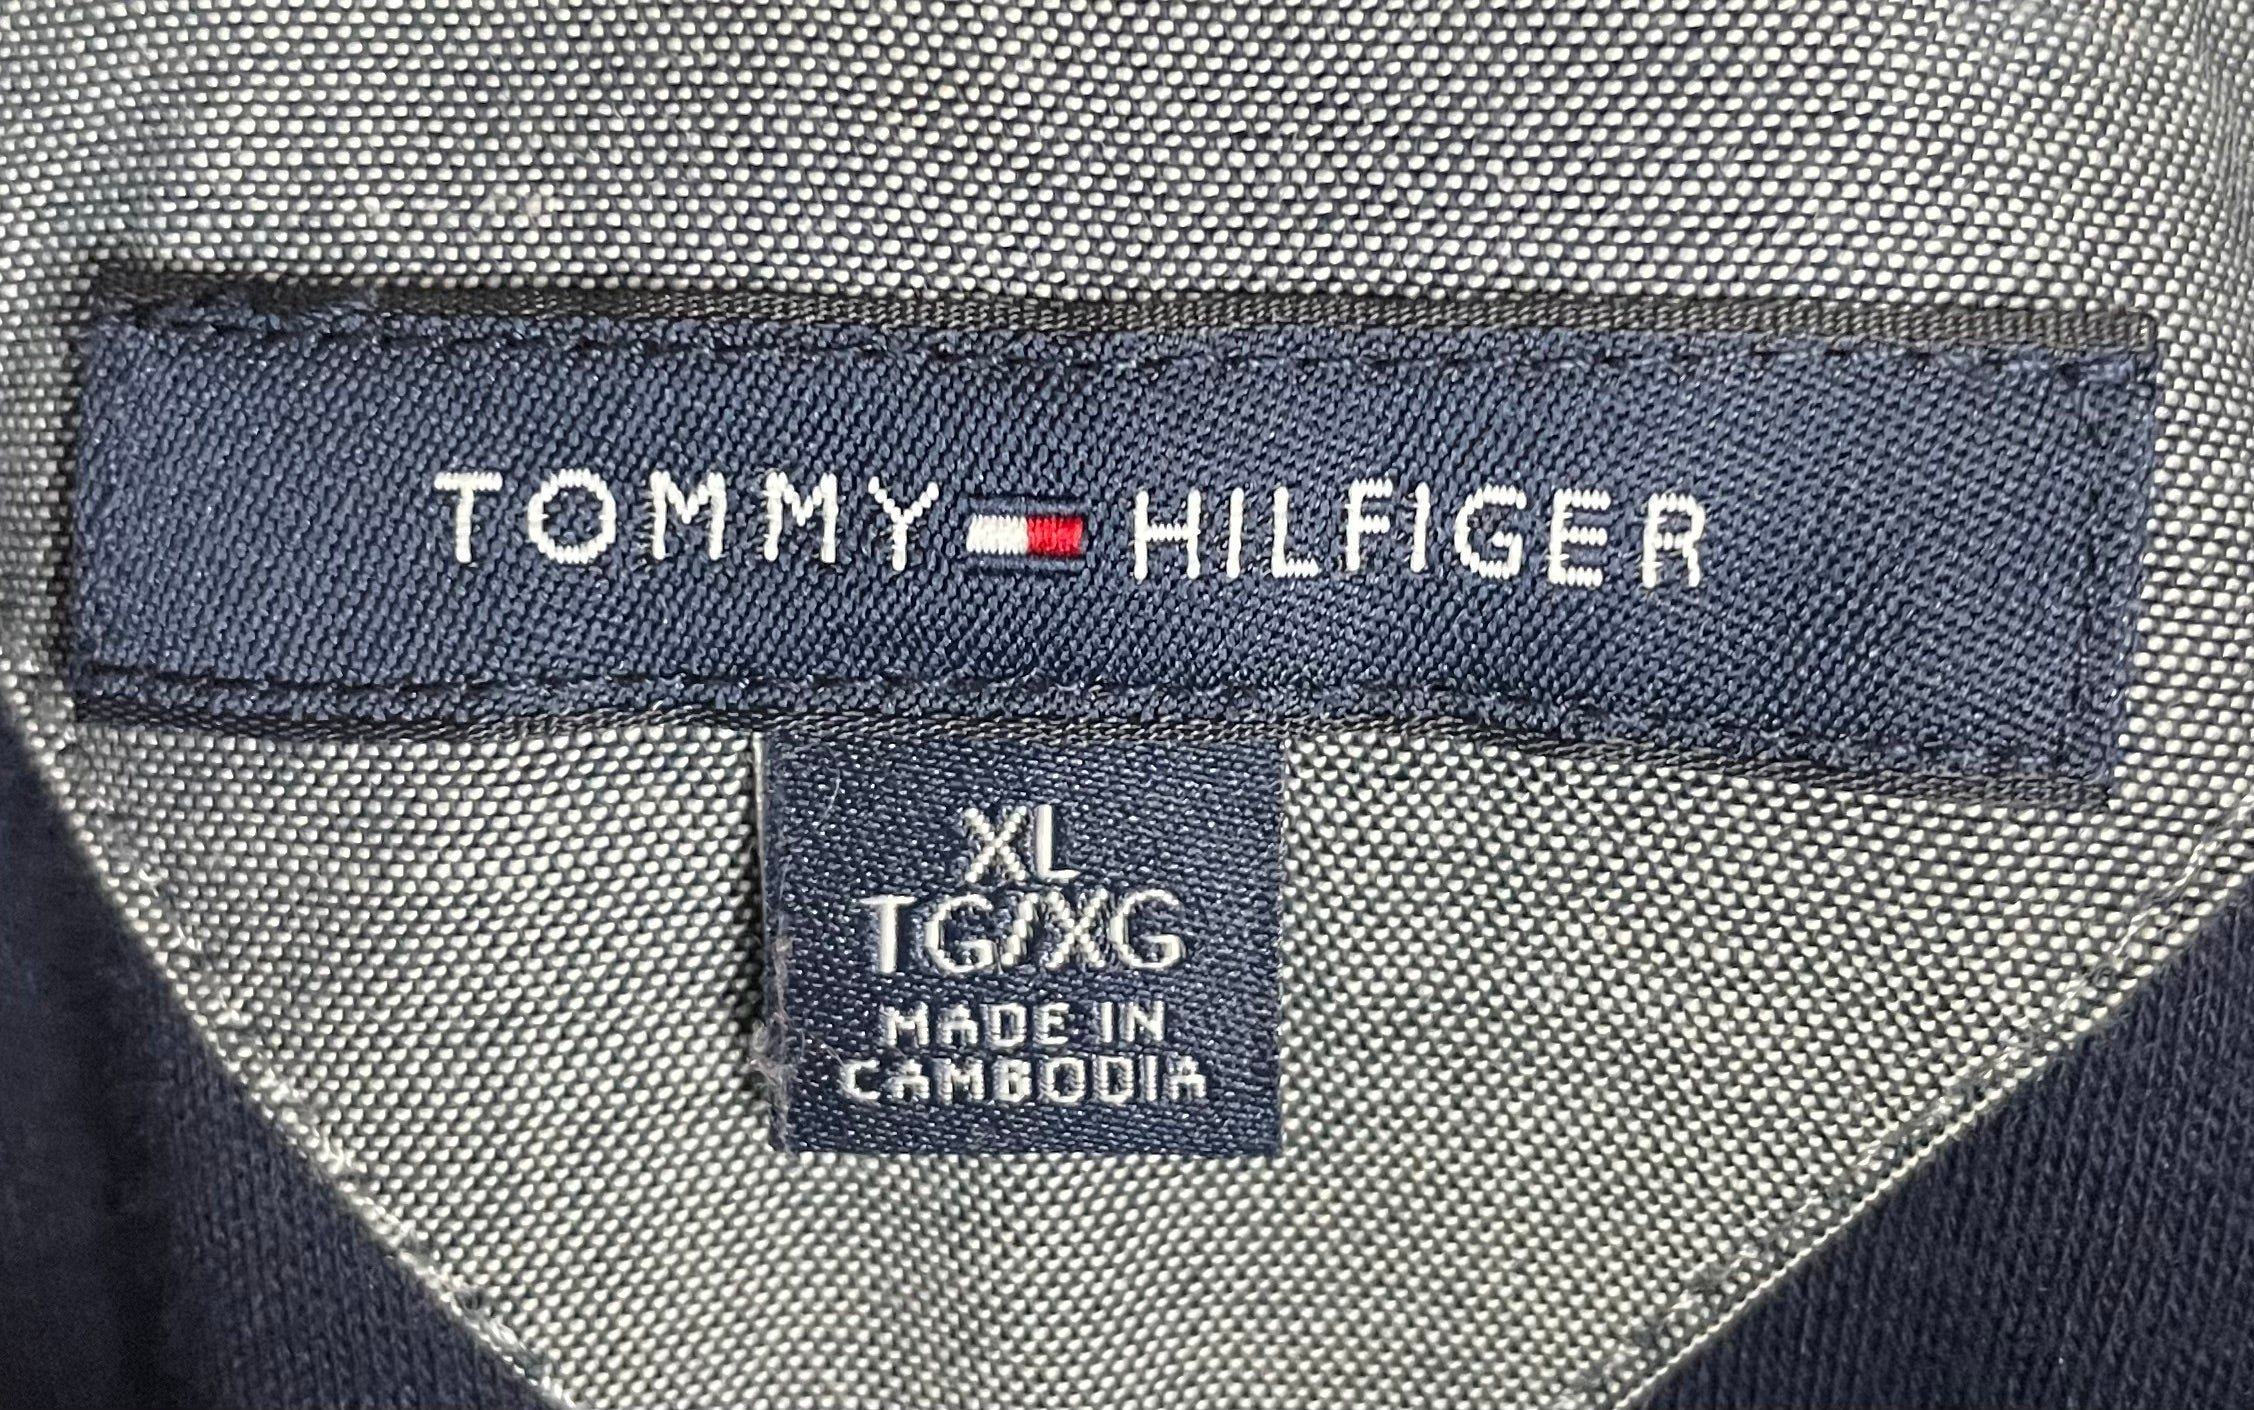 TOMMY HILFIGER
XL
TG/XG
MADE IN
CAMBODIA